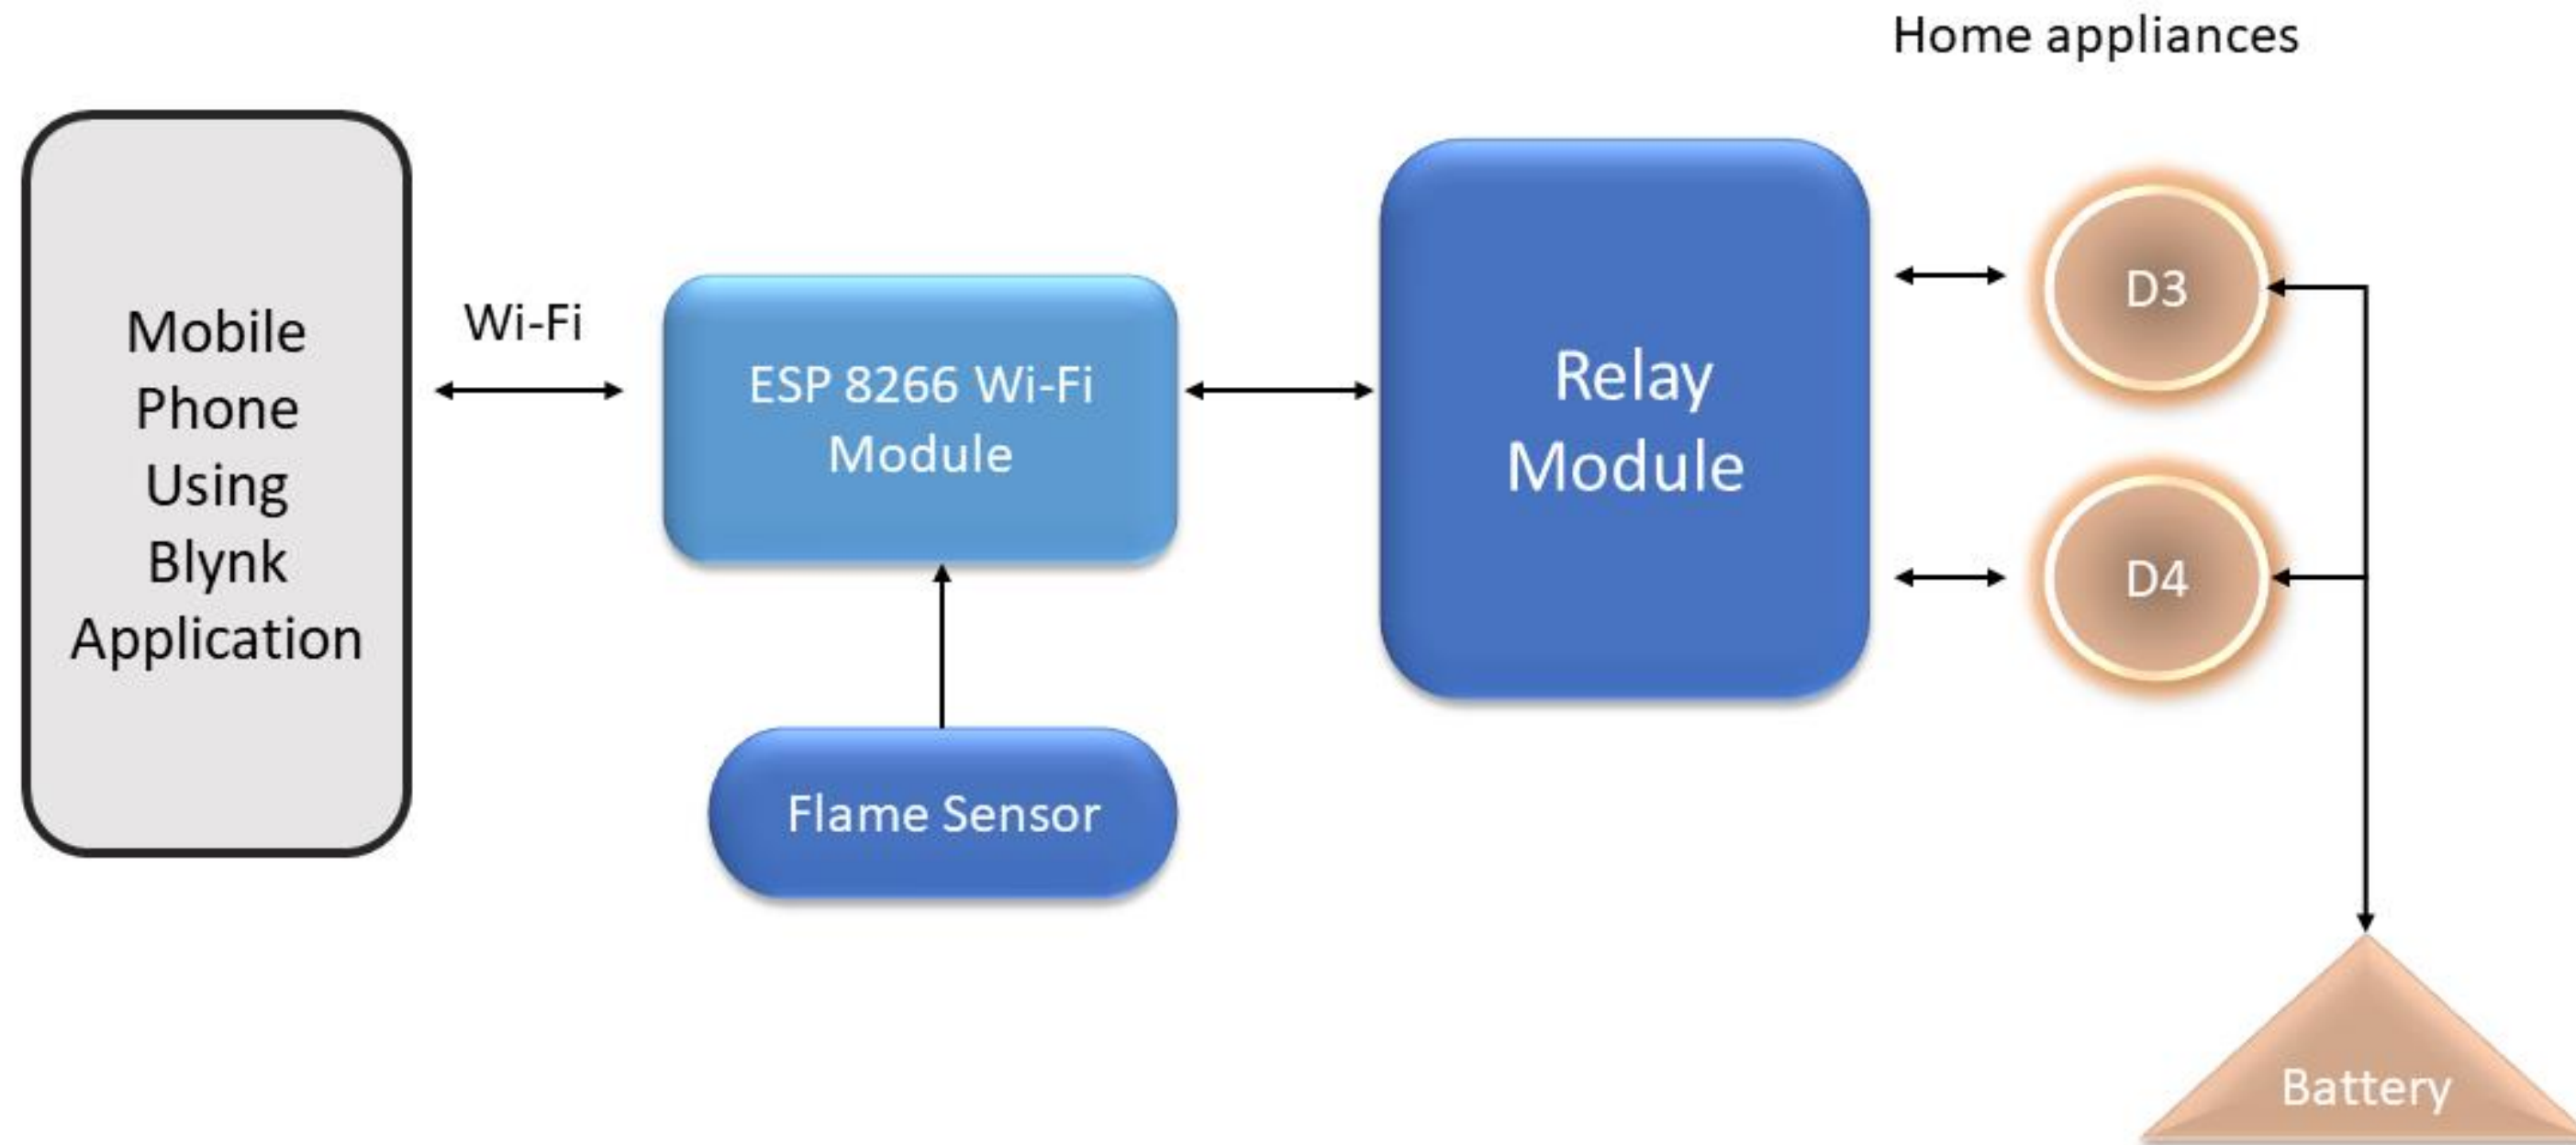 Home appliances
Mobile
Phone
Using
Blynk
Application
Wi-Fi
ESP 8266 Wi-Fi
Module
Flame Sensor
Relay
Module
D3
D4
Battery